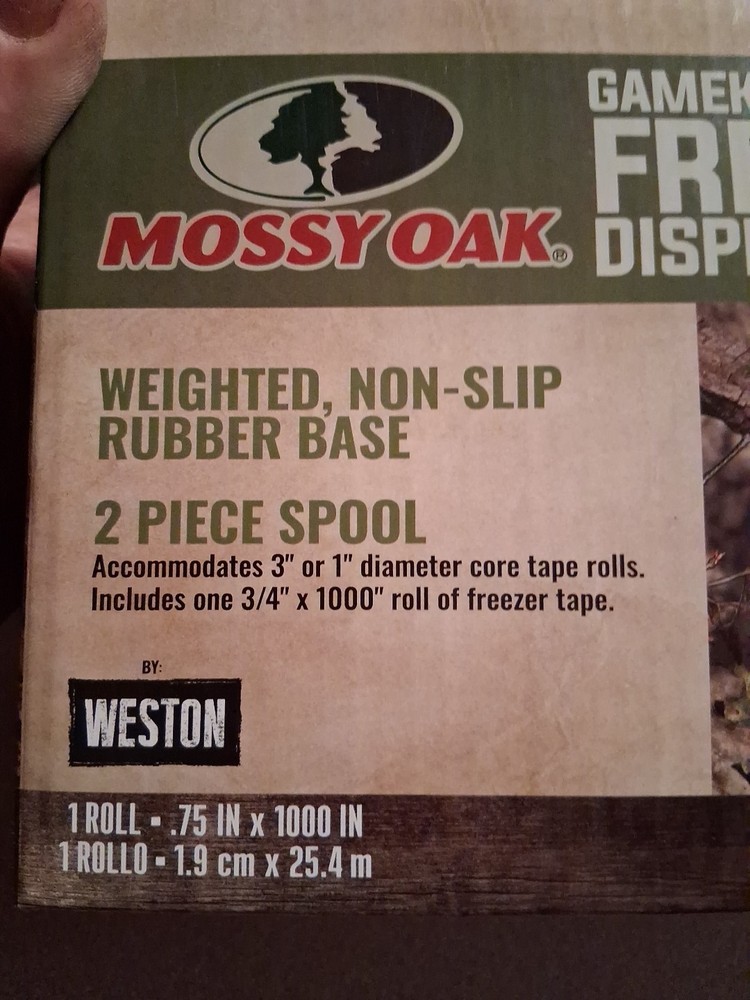 MOSSY OAK®
WEIGHTED, NON-SLIP
RUBBER BASE
2 PIECE SPOOL
Accommodates 3" or 1" diameter core tape rolls.
Includes one 3/4" x 1000" roll of freezer tape.
BY:
WESTON
1 ROLL ▪ .75 IN x 1000 IN
1 ROLLO ▪ 1.9 cm x 25.4 m